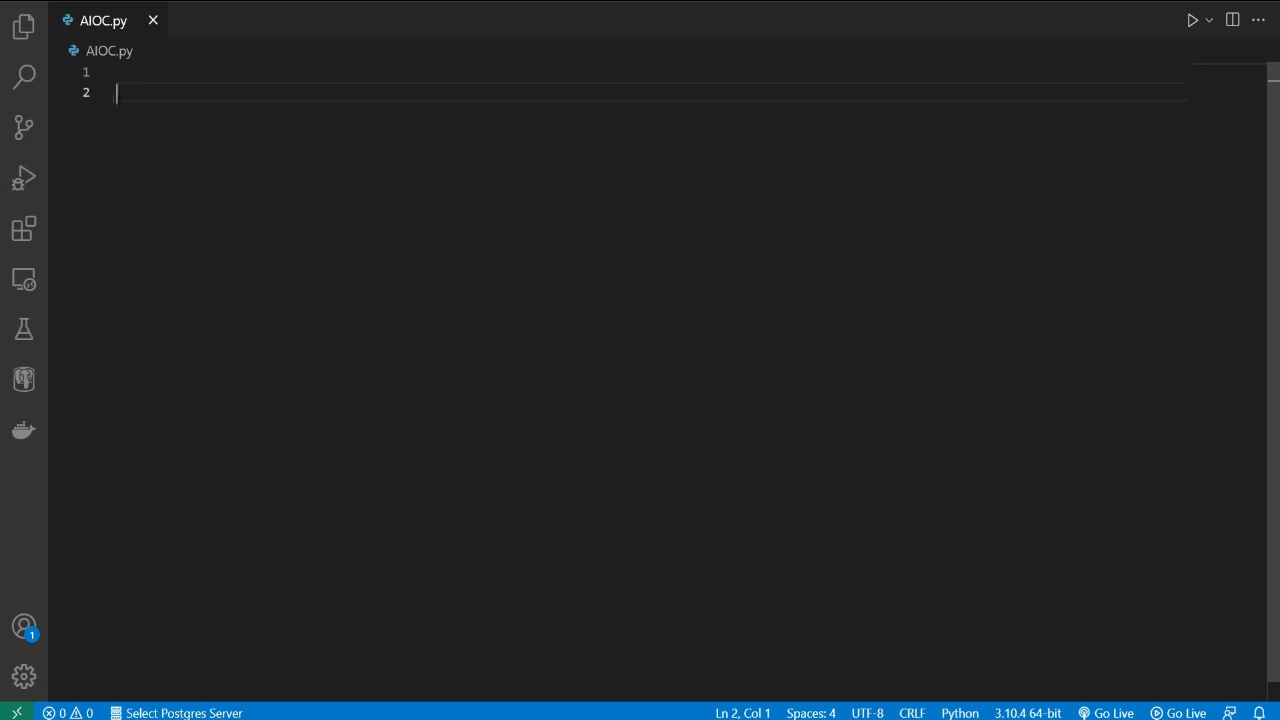 AIOC.py
AIOC.py
1
2
1
0 0 Select Postgres Server Ln 2, Col 1 Spaces: 4 UTF-8 CRLF Python 3.10.4 64-bit Go Live Go Live